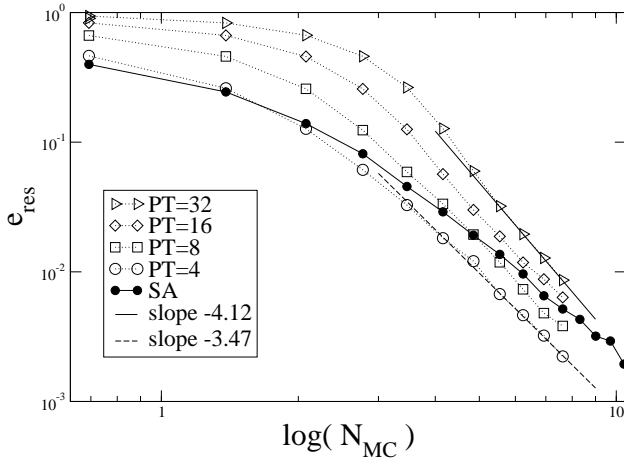 10^0
10^-1
10^-2
10^-3
e_res
PT=32
PT=16
PT=8
PT=4
SA
slope -4.12
slope -3.47
1
10
log( N_MC )